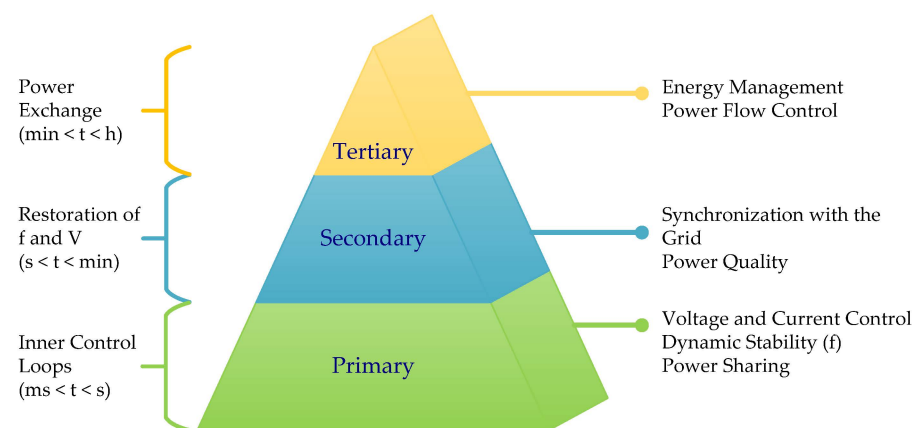 Power
Exchange
(min < t < h)
Tertiary
Energy Management
Power Flow Control
Restoration of
f and V
(s < t < min)
Secondary
Synchronization with the
Grid
Power Quality
Inner Control
Loops
(ms < t < s)
Primary
Voltage and Current Control
Dynamic Stability (f)
Power Sharing